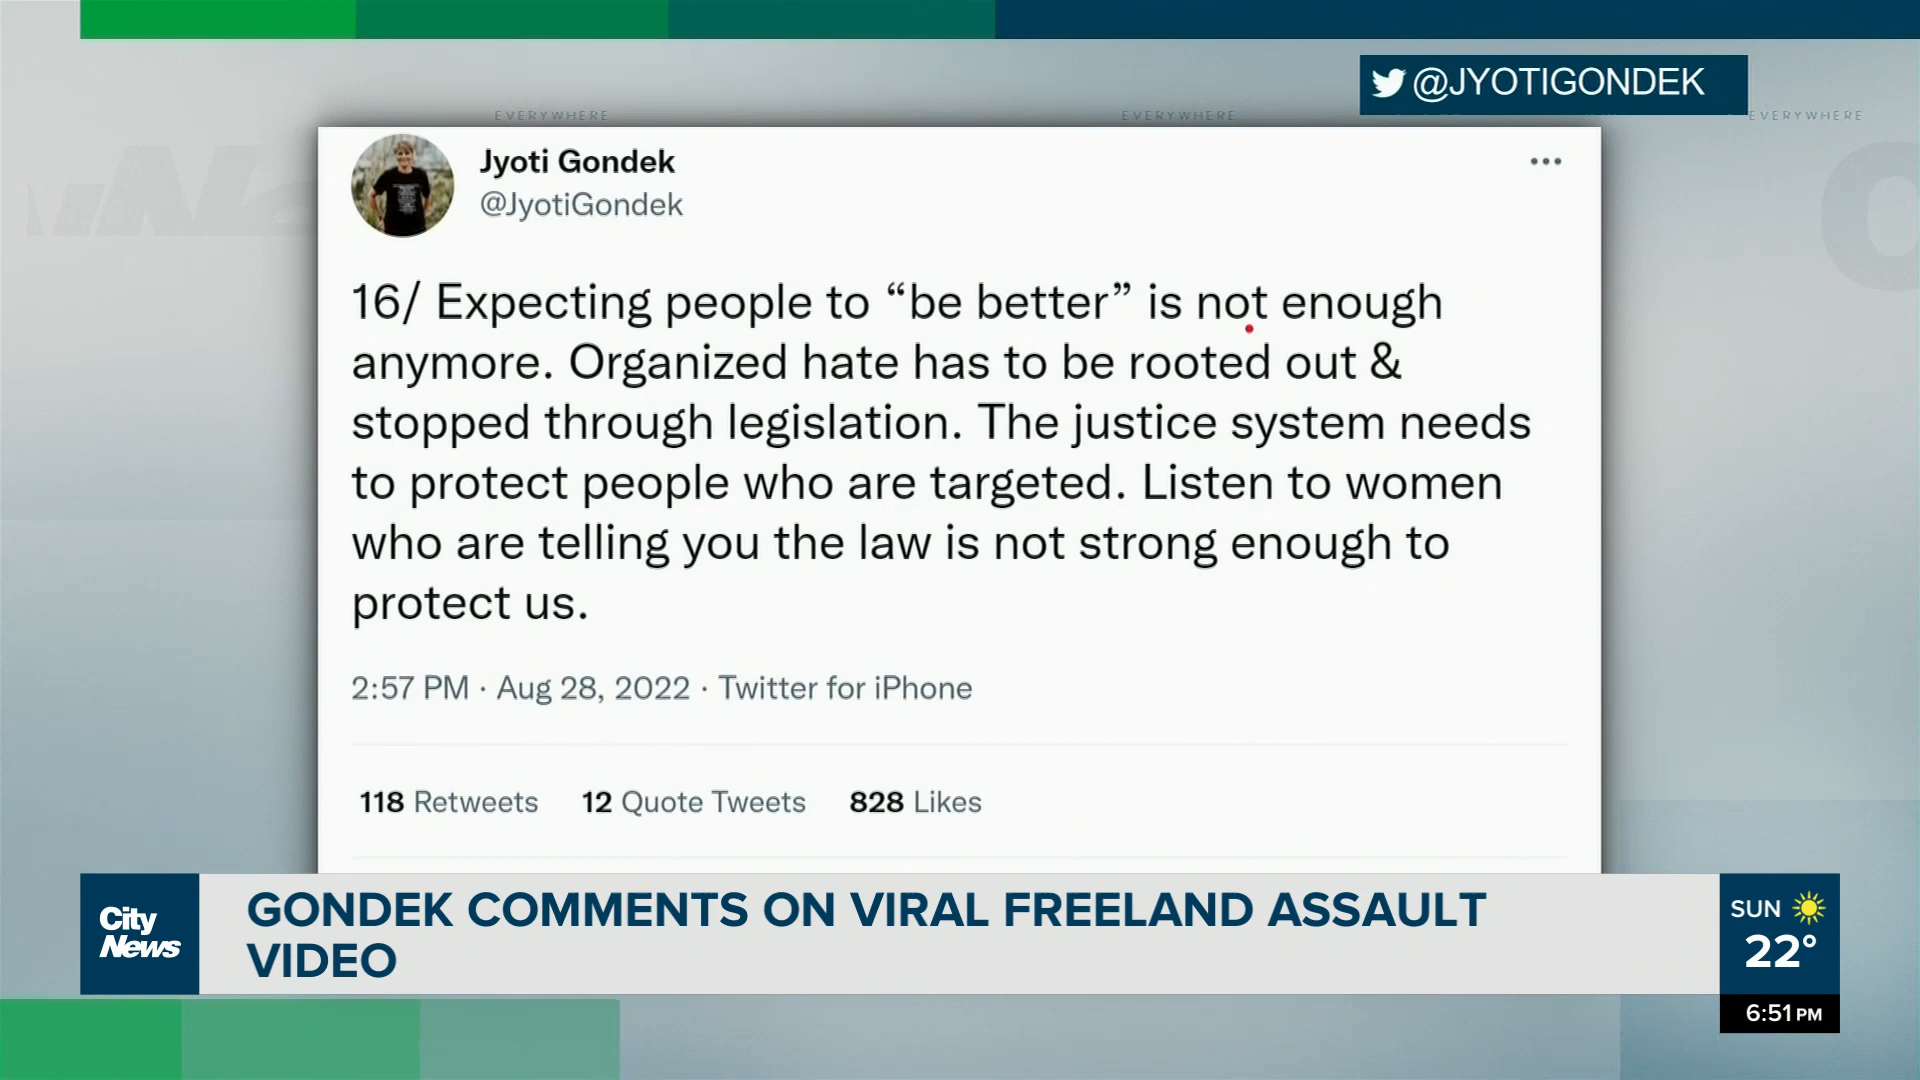 @JYOTIGONDEK
EVERYWHERE EVERYWHERE EVERYWHERE
Jyoti Gondek
@JyotiGondek
16/ Expecting people to “be better” is not enough
anymore. Organized hate has to be rooted out &
stopped through legislation. The justice system needs
to protect people who are targeted. Listen to women
who are telling you the law is not strong enough to
protect us.
2:57 PM · Aug 28, 2022 · Twitter for iPhone
118 Retweets 12 Quote Tweets 828 Likes
City
News
GONDEK COMMENTS ON VIRAL FREELAND ASSAULT
VIDEO
SUN
22°
6:51 PM